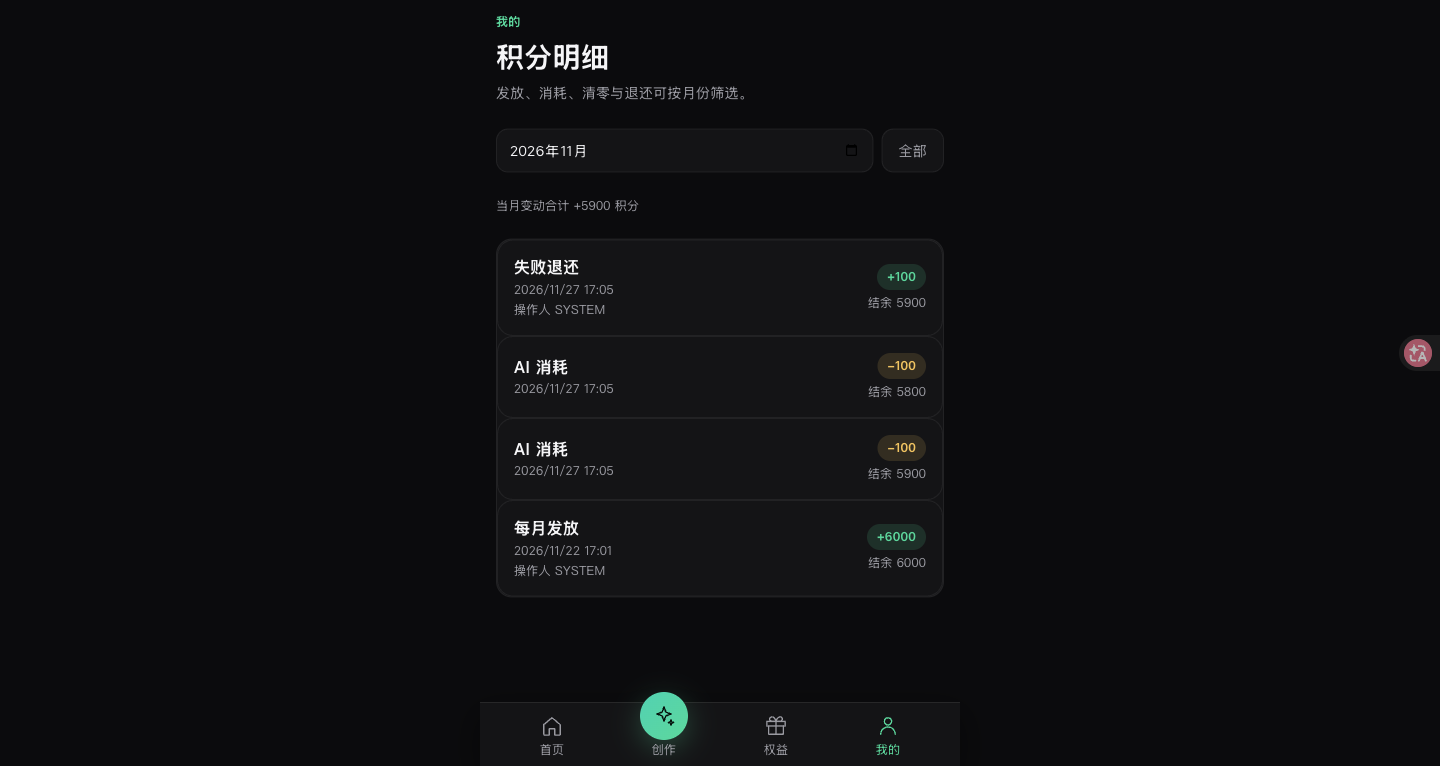 我的
积分明细
发放、消耗、清零与退还可按月份筛选。
2026年11月
全部
当月变动合计 +5900 积分
失败退还
+100
2026/11/27 17:05
结余 5900
操作人 SYSTEM
AI 消耗
−100
2026/11/27 17:05
结余 5800
AI 消耗
−100
2026/11/27 17:05
结余 5900
每月发放
+6000
2026/11/22 17:01
结余 6000
操作人 SYSTEM
首页
创作
权益
我的